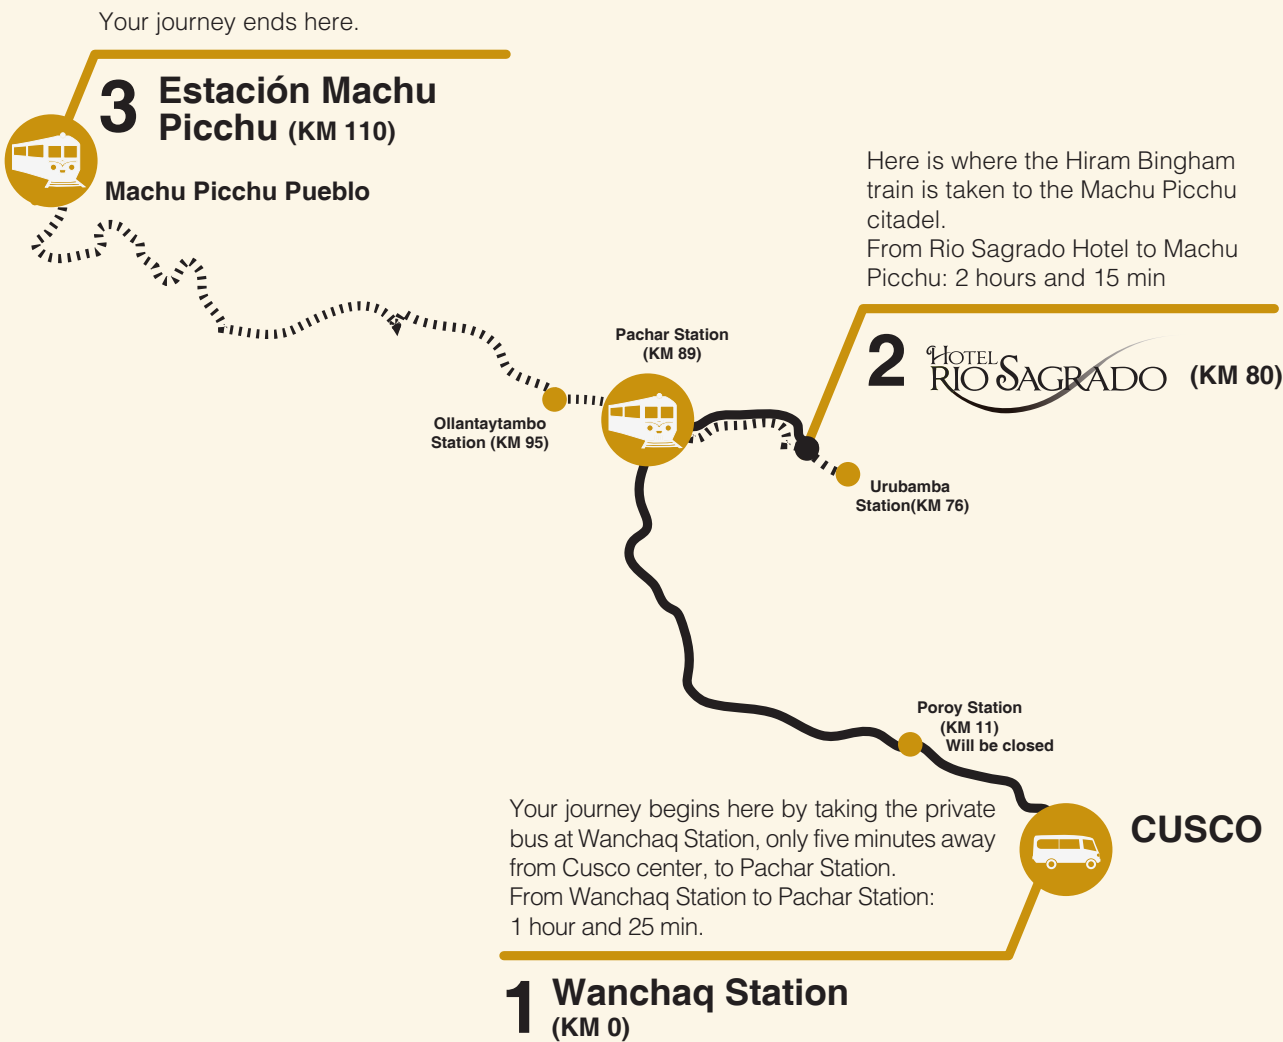 Your journey ends here.
3 Estación Machu
Picchu (KM 110)
Machu Picchu Pueblo
Here is where the Hiram Bingham
train is taken to the Machu Picchu
citadel.
From Rio Sagrado Hotel to Machu
Picchu: 2 hours and 15 min
2 HOTEL
RIO SAGRADO (KM 80)
Pachar Station
(KM 89)
Ollantaytambo
Station (KM 95)
Urubamba
Station(KM 76)
Poroy Station
(KM 11)
Will be closed
CUSCO
Your journey begins here by taking the private
bus at Wanchaq Station, only five minutes away
from Cusco center, to Pachar Station.
From Wanchaq Station to Pachar Station:
1 hour and 25 min.
1 Wanchaq Station
(KM 0)